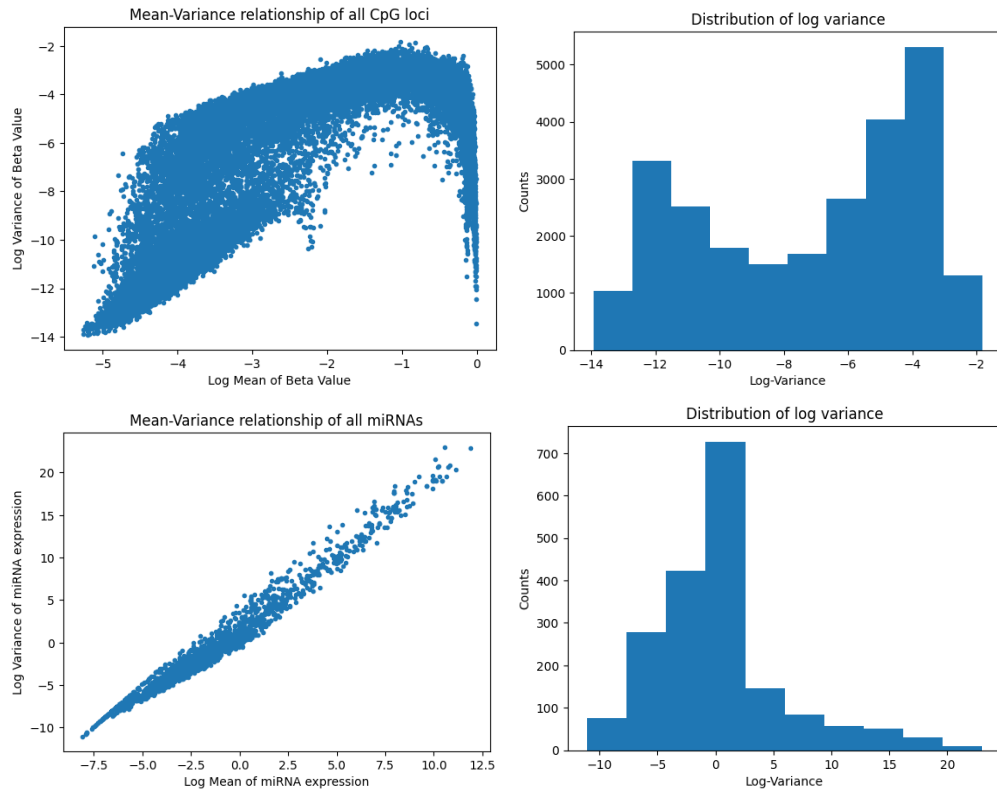 Mean-Variance relationship of all CpG loci
Log Variance of Beta Value
−2
−4
−6
−8
−10
−12
−14
−5 −4 −3 −2 −1 0
Log Mean of Beta Value
Distribution of log variance
Counts
5000
4000
3000
2000
1000
0
−14 −12 −10 −8 −6 −4 −2
Log-Variance
Mean-Variance relationship of all miRNAs
Log Variance of miRNA expression
20
15
10
5
0
−5
−10
−7.5 −5.0 −2.5 0.0 2.5 5.0 7.5 10.0 12.5
Log Mean of miRNA expression
Distribution of log variance
Counts
700
600
500
400
300
200
100
0
−10 −5 0 5 10 15 20
Log-Variance